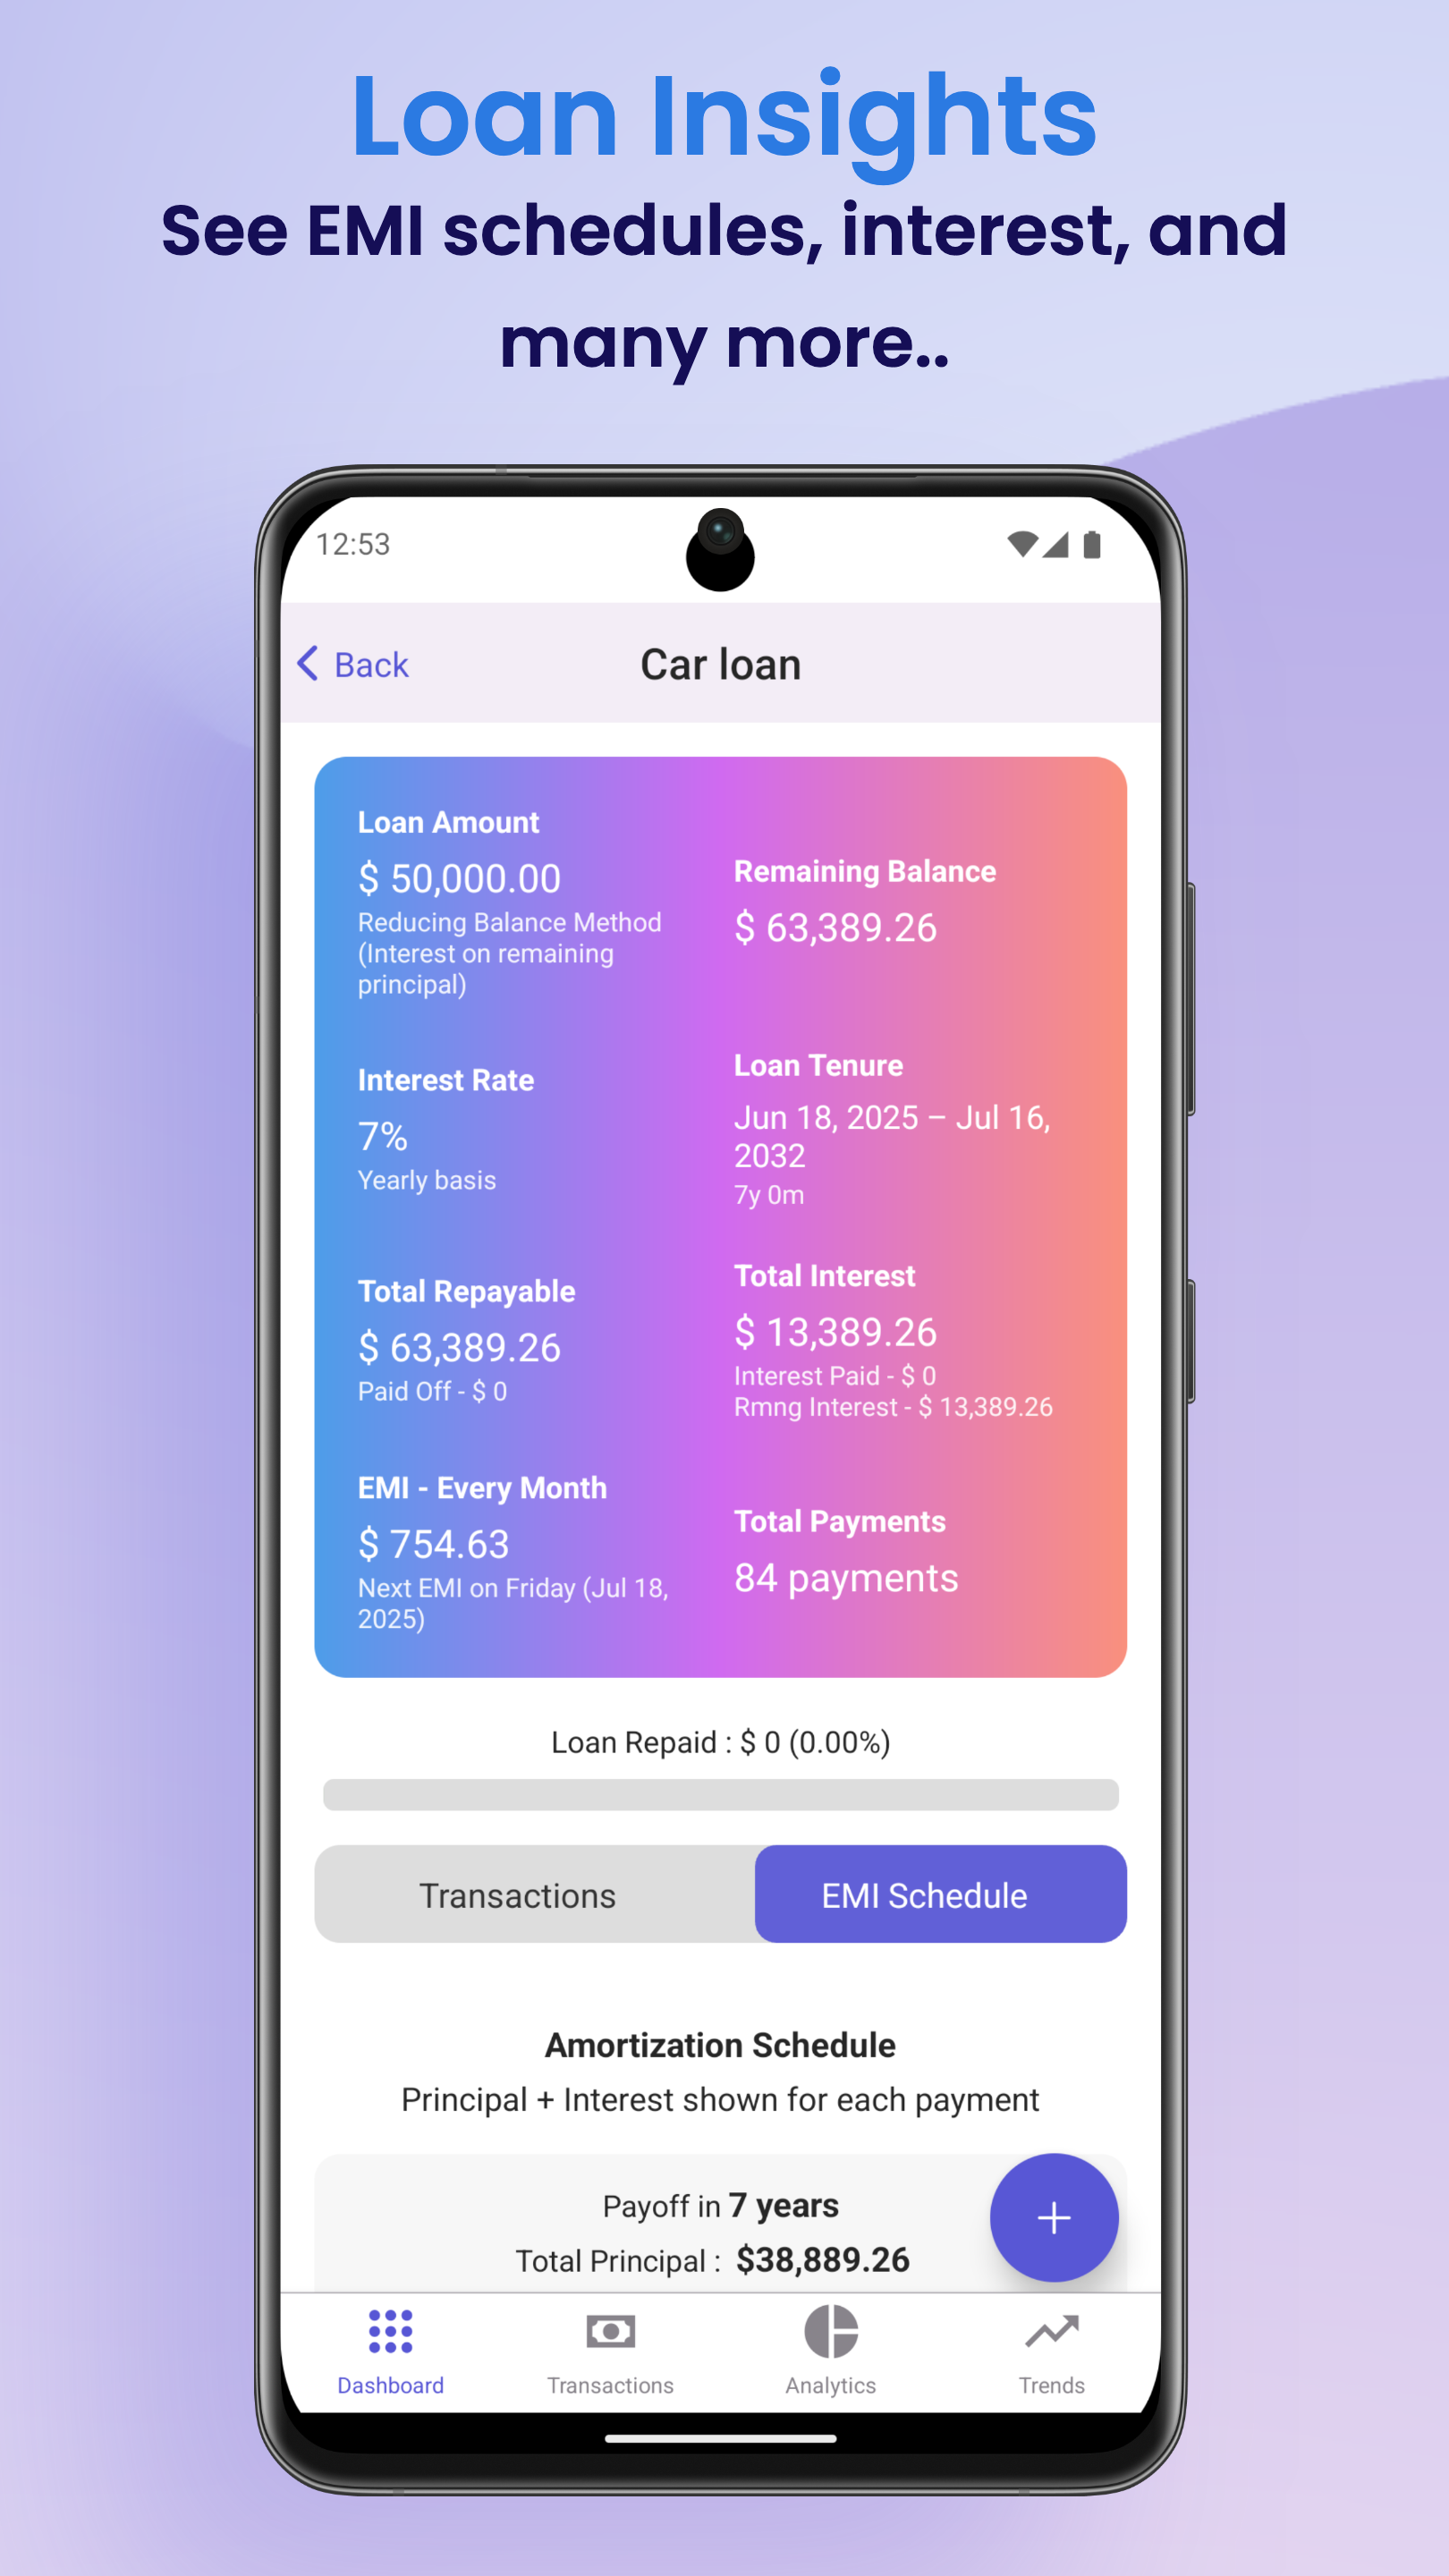 Loan Insights
See EMI schedules, interest, and
many more..
12:53
Back
Car loan
Loan Amount
$ 50,000.00
Reducing Balance Method
(Interest on remaining
principal)
Remaining Balance
$ 63,389.26
Interest Rate
7%
Yearly basis
Loan Tenure
Jun 18, 2025 – Jul 16,
2032
7y 0m
Total Repayable
$ 63,389.26
Paid Off - $ 0
Total Interest
$ 13,389.26
Interest Paid - $ 0
Rmng Interest - $ 13,389.26
EMI - Every Month
$ 754.63
Next EMI on Friday (Jul 18,
2025)
Total Payments
84 payments
Loan Repaid : $ 0 (0.00%)
Transactions
EMI Schedule
Amortization Schedule
Principal + Interest shown for each payment
Payoff in 7 years
Total Principal : $38,889.26
Dashboard
Transactions
Analytics
Trends